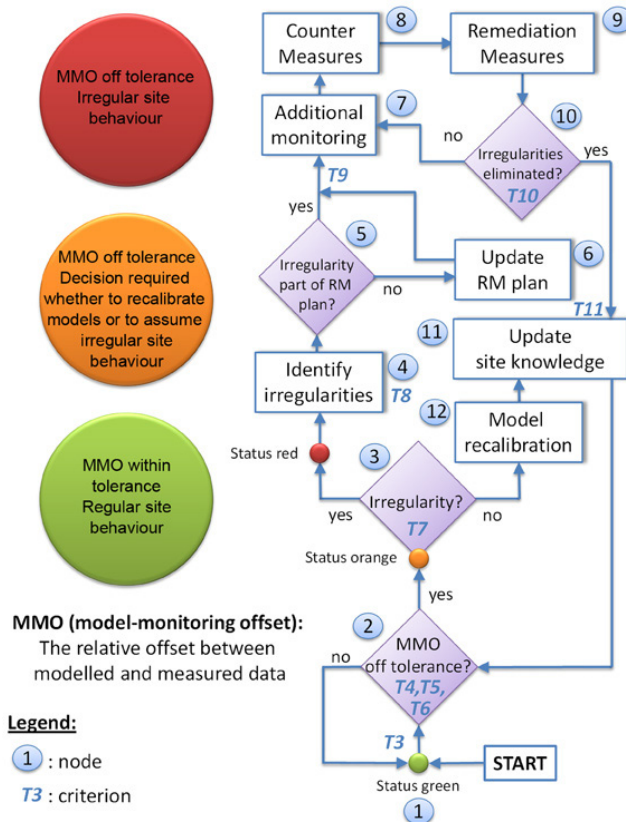 MMO off tolerance
Irregular site
behaviour
MMO off tolerance
Decision required
whether to recalibrate
models or to assume
irregular site
behaviour
MMO within
tolerance
Regular site
behaviour
MMO (model-monitoring offset):
The relative offset between
modelled and measured data
Legend:
1 : node
T3 : criterion
8
Counter
Measures
9
Remediation
Measures
7
Additional
monitoring
10
no
yes
Irregularities
eliminated?
T10
T9
yes
5
Irregularity
part of RM
plan?
no
6
Update
RM plan
T11
11
Update
site knowledge
4
Identify
irregularities
T8
12
Model
recalibration
Status red
3
Irregularity?
T7
yes
no
Status orange
yes
2
MMO
off tolerance?
T4,T5,
T6
no
T3
START
Status green
1